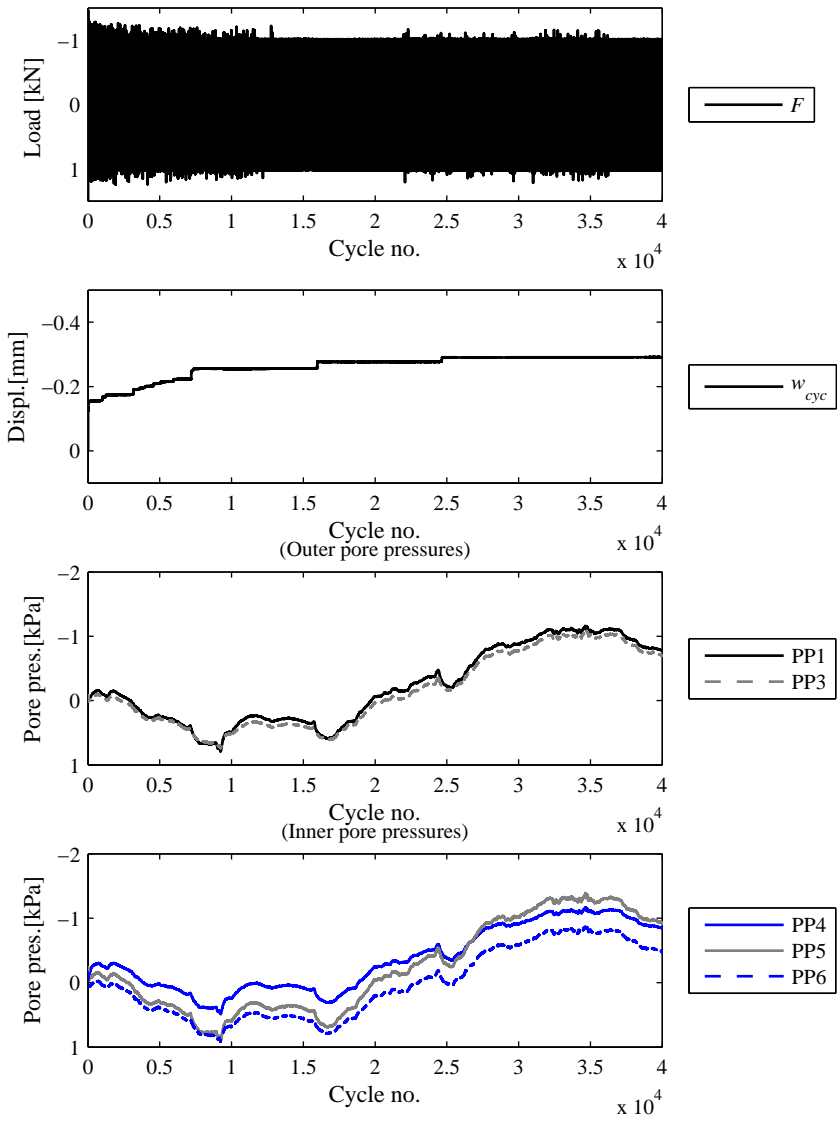 −1
0
1
Load [kN]
0 0.5 1 1.5 2 2.5 3 3.5 4
Cycle no.
x 10^4
F
−0.4
−0.2
0
Displ.[mm]
0 0.5 1 1.5 2 2.5 3 3.5 4
Cycle no.
x 10^4
w_cyc
(Outer pore pressures)
−2
−1
0
1
Pore pres.[kPa]
0 0.5 1 1.5 2 2.5 3 3.5 4
Cycle no.
x 10^4
PP1
PP3
(Inner pore pressures)
−2
−1
0
1
Pore pres.[kPa]
0 0.5 1 1.5 2 2.5 3 3.5 4
Cycle no.
x 10^4
PP4
PP5
PP6